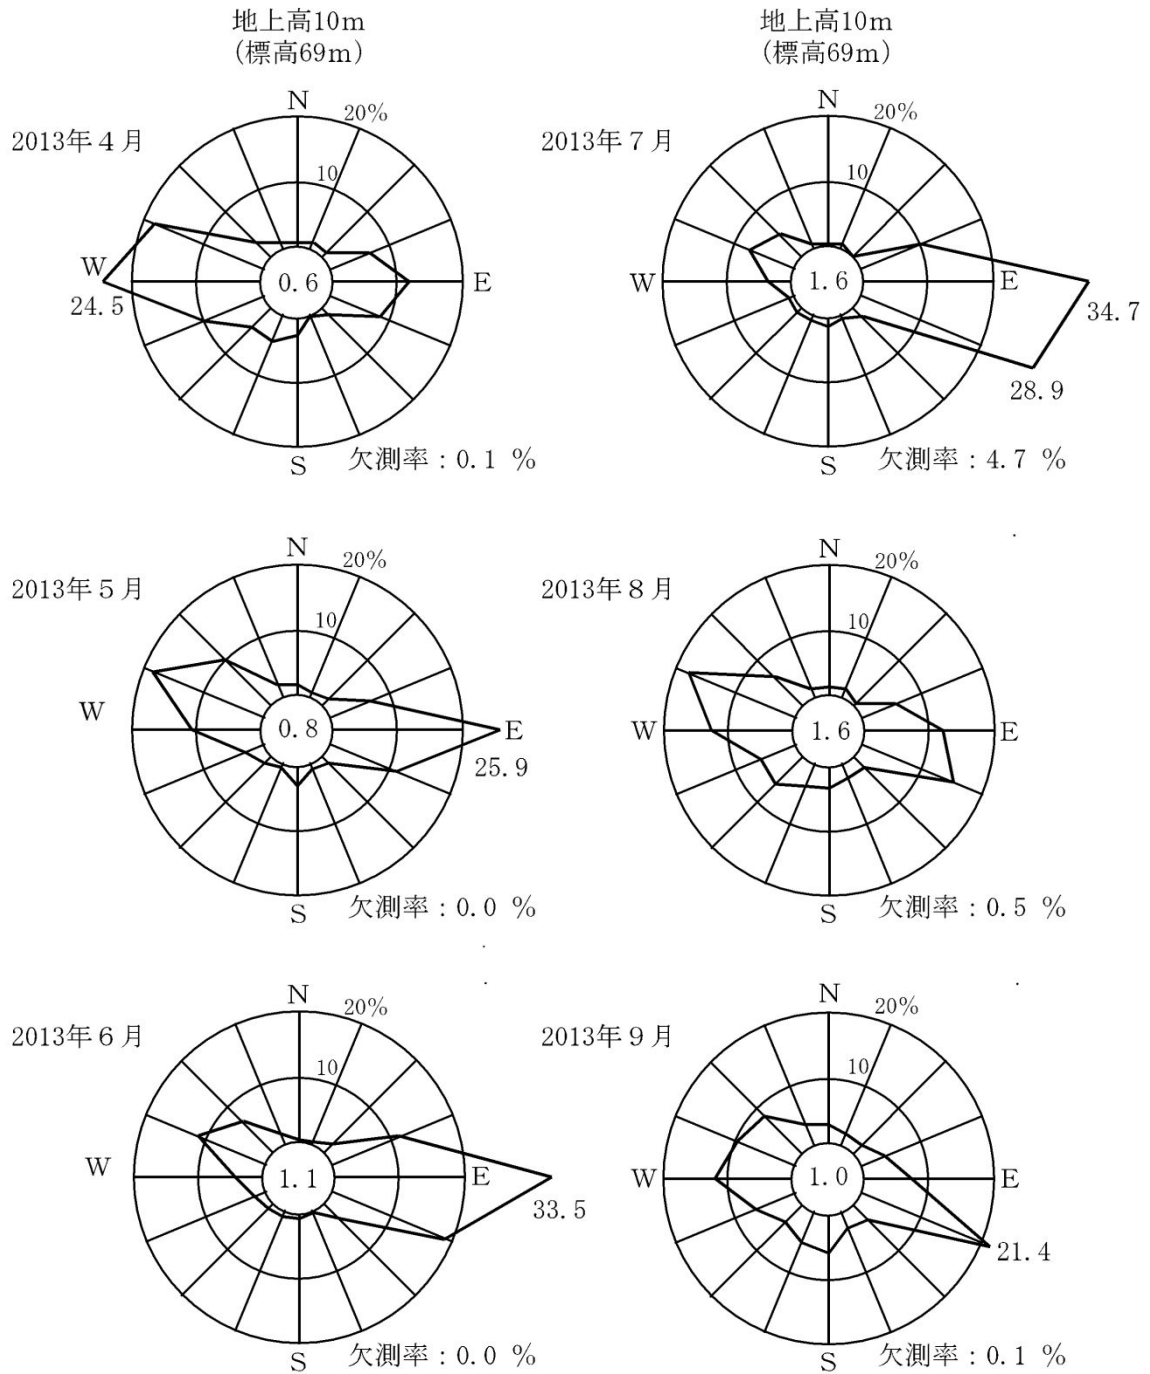 地上高10m
(標高69m)
地上高10m
(標高69m)
2013年4月
N
20%
10
W
E
24.5
0.6
S
欠測率：0.1 %
2013年7月
N
20%
10
W
E
1.6
34.7
28.9
S
欠測率：4.7 %
2013年5月
N
20%
10
W
E
0.8
25.9
S
欠測率：0.0 %
2013年8月
N
20%
10
W
E
1.6
S
欠測率：0.5 %
2013年6月
N
20%
10
W
E
1.1
33.5
S
欠測率：0.0 %
2013年9月
N
20%
10
W
E
1.0
21.4
S
欠測率：0.1 %